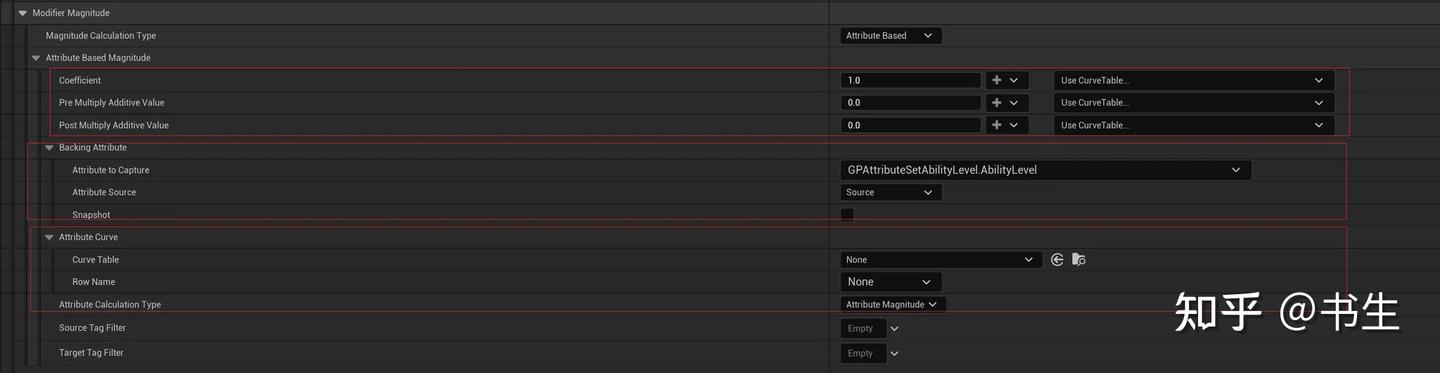 Modifier Magnitude
Magnitude Calculation Type Attribute Based
Attribute Based Magnitude
Coefficient 1.0 Use CurveTable...
Pre Multiply Additive Value 0.0 Use CurveTable...
Post Multiply Additive Value 0.0 Use CurveTable...
Backing Attribute
Attribute to Capture GPAttributeSetAbilityLevel.AbilityLevel
Attribute Source Source
Snapshot
Attribute Curve
Curve Table None
Row Name None
Attribute Calculation Type Attribute Magnitude
Source Tag Filter Empty
Target Tag Filter Empty
知乎 @书生